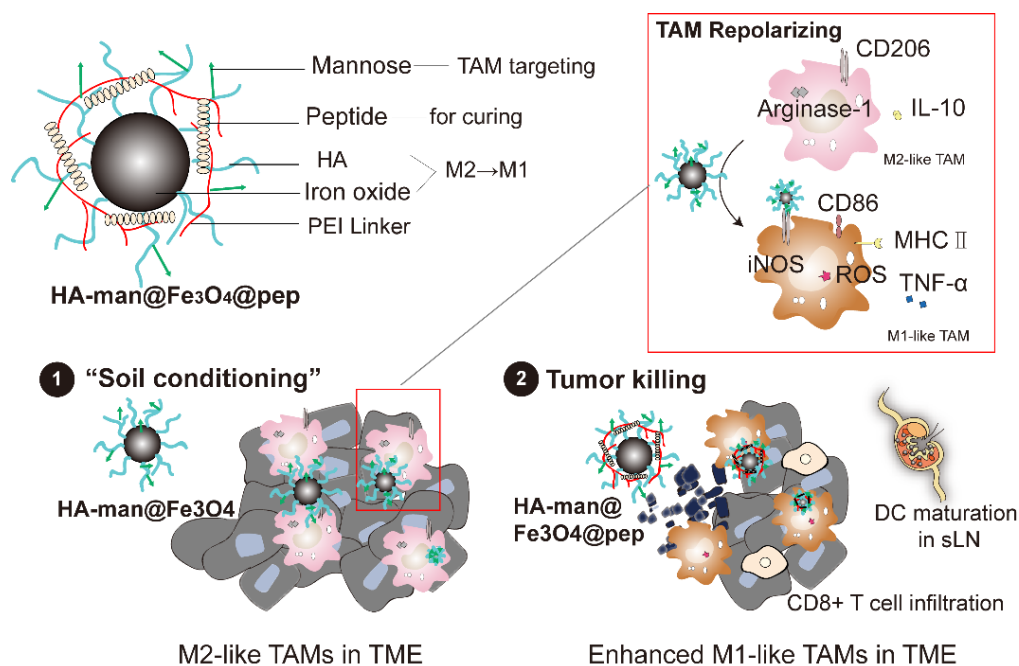 Mannose
TAM targeting
Peptide
for curing
HA
Iron oxide
M2→M1
PEI Linker
HA-man@Fe3O4@pep
TAM Repolarizing
CD206
Arginase-1
IL-10
M2-like TAM
CD86
MHC Ⅱ
iNOS
ROS
TNF-α
M1-like TAM
1 “Soil conditioning”
HA-man@Fe3O4
M2-like TAMs in TME
2 Tumor killing
HA-man@
Fe3O4@pep
DC maturation
in sLN
CD8+ T cell infiltration
Enhanced M1-like TAMs in TME